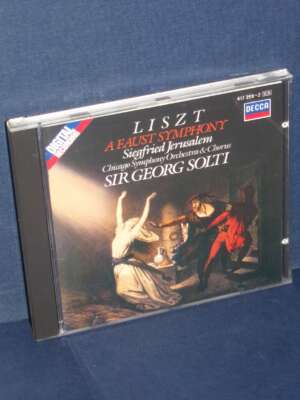 DIGITAL
DECCA
LISZT
A FAUST SYMPHONY
Siegfried Jerusalem
Chicago Symphony Orchestra & Chorus
SIR GEORG SOLTI